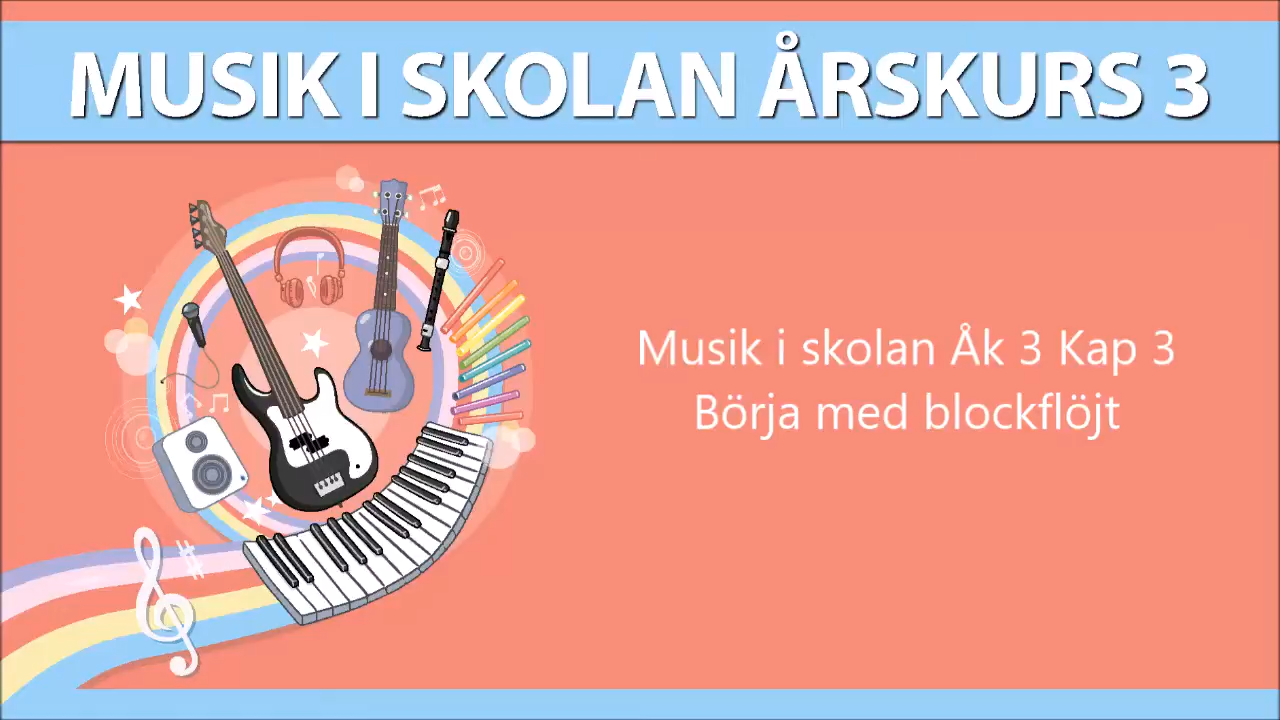 MUSIK I SKOLAN ÅRSKURS 3
Musik i skolan Åk 3 Kap 3
Börja med blockflöjt